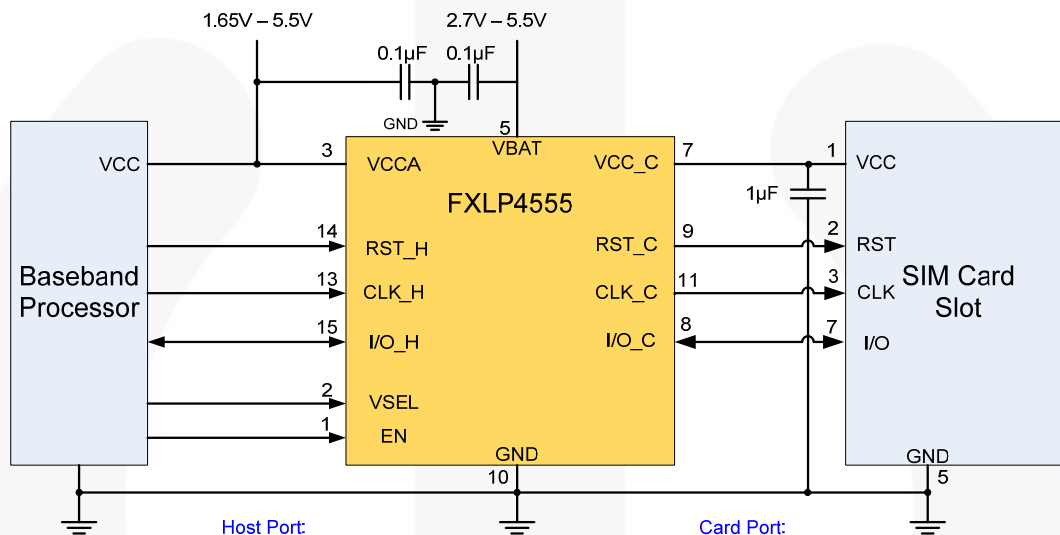 1.65V – 5.5V
2.7V – 5.5V
0.1µF
0.1µF
GND
5
VBAT
VCC
3
VCCA
VCC_C
7
1
VCC
FXLP4555
1µF
14
RST_H
RST_C
9
2
RST
Baseband
Processor
13
CLK_H
CLK_C
11
3
CLK
SIM Card
Slot
15
I/O_H
I/O_C
8
7
I/O
2
VSEL
1
EN
GND
10
GND
5
Host Port:
Card Port: